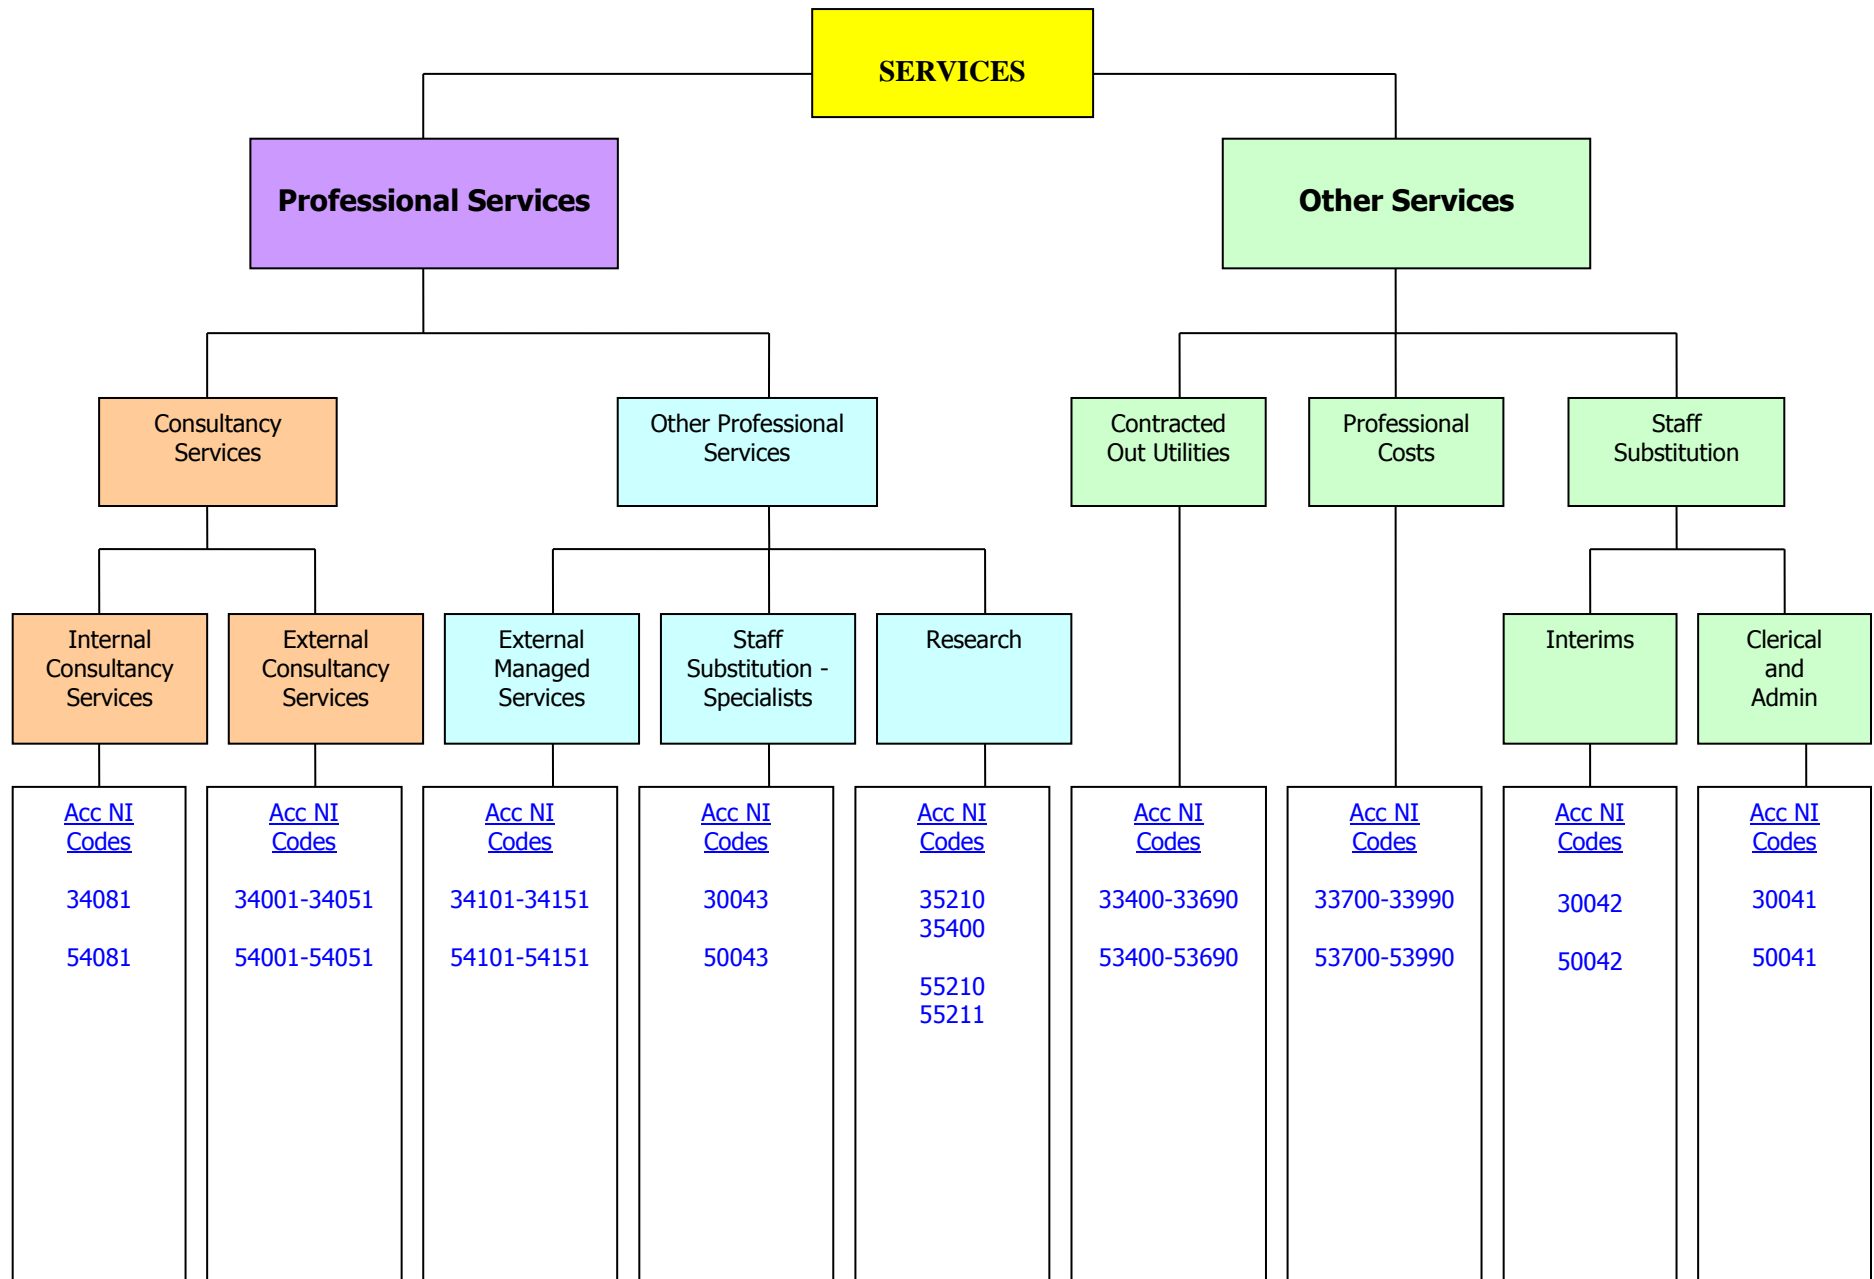 SERVICES
Professional Services
Other Services
Consultancy
Services
Other Professional
Services
Contracted
Out Utilities
Professional
Costs
Staff
Substitution
Internal
Consultancy
Services
External
Consultancy
Services
External
Managed
Services
Staff
Substitution -
Specialists
Research
Interims
Clerical
and
Admin
Acc NI
Codes
34081
54081
Acc NI
Codes
34001-34051
54001-54051
Acc NI
Codes
34101-34151
54101-54151
Acc NI
Codes
30043
50043
Acc NI
Codes
35210
35400
55210
55211
Acc NI
Codes
33400-33690
53400-53690
Acc NI
Codes
33700-33990
53700-53990
Acc NI
Codes
30042
50042
Acc NI
Codes
30041
50041